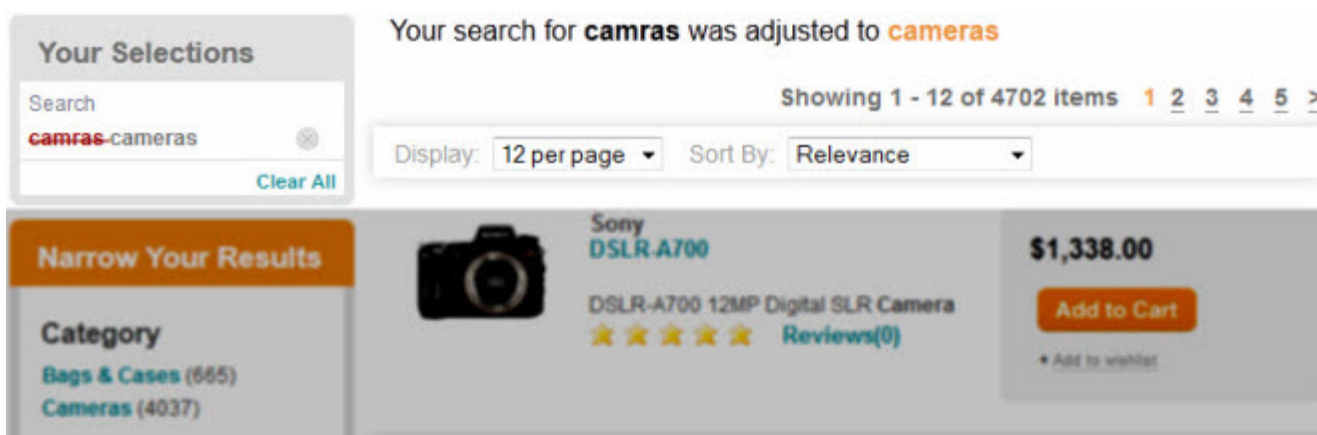 Your Selections
Search
camras cameras
Clear All
Your search for camras was adjusted to cameras
Showing 1 - 12 of 4702 items 1 2 3 4 5 >
Display: 12 per page Sort By: Relevance
Narrow Your Results
Category
Bags & Cases (665)
Cameras (4037)
Sony
DSLR-A700
DSLR-A700 12MP Digital SLR Camera
Reviews(0)
$1,338.00
Add to Cart
Add to wishlist